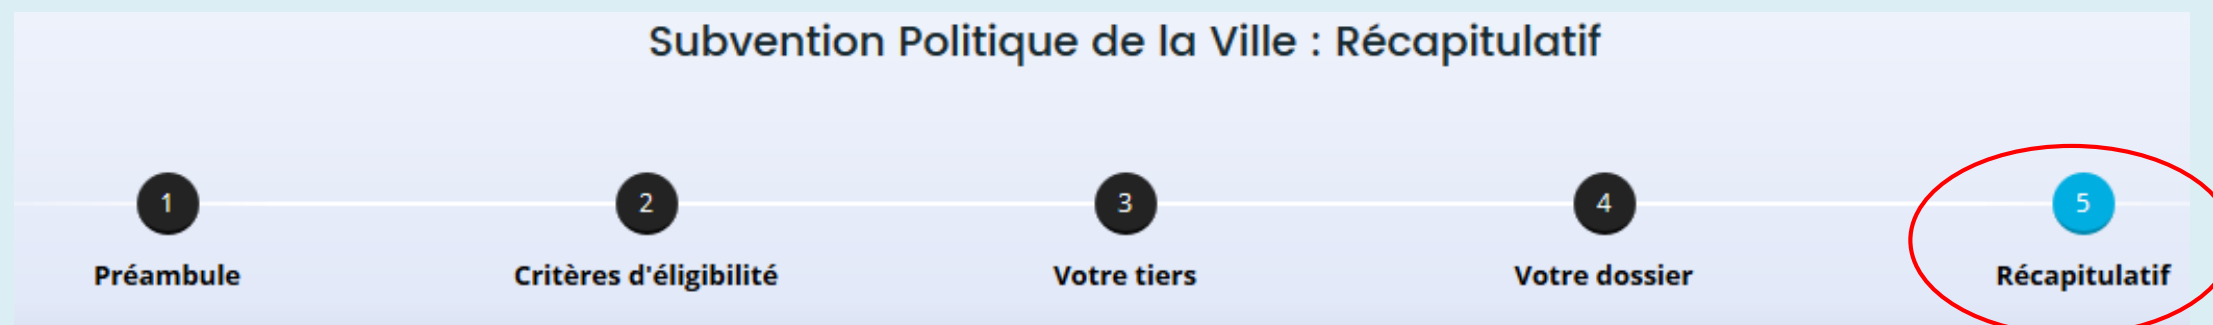 Subvention Politique de la Ville : Récapitulatif
1 2 3 4 5
Préambule Critères d'éligibilité Votre tiers Votre dossier Récapitulatif